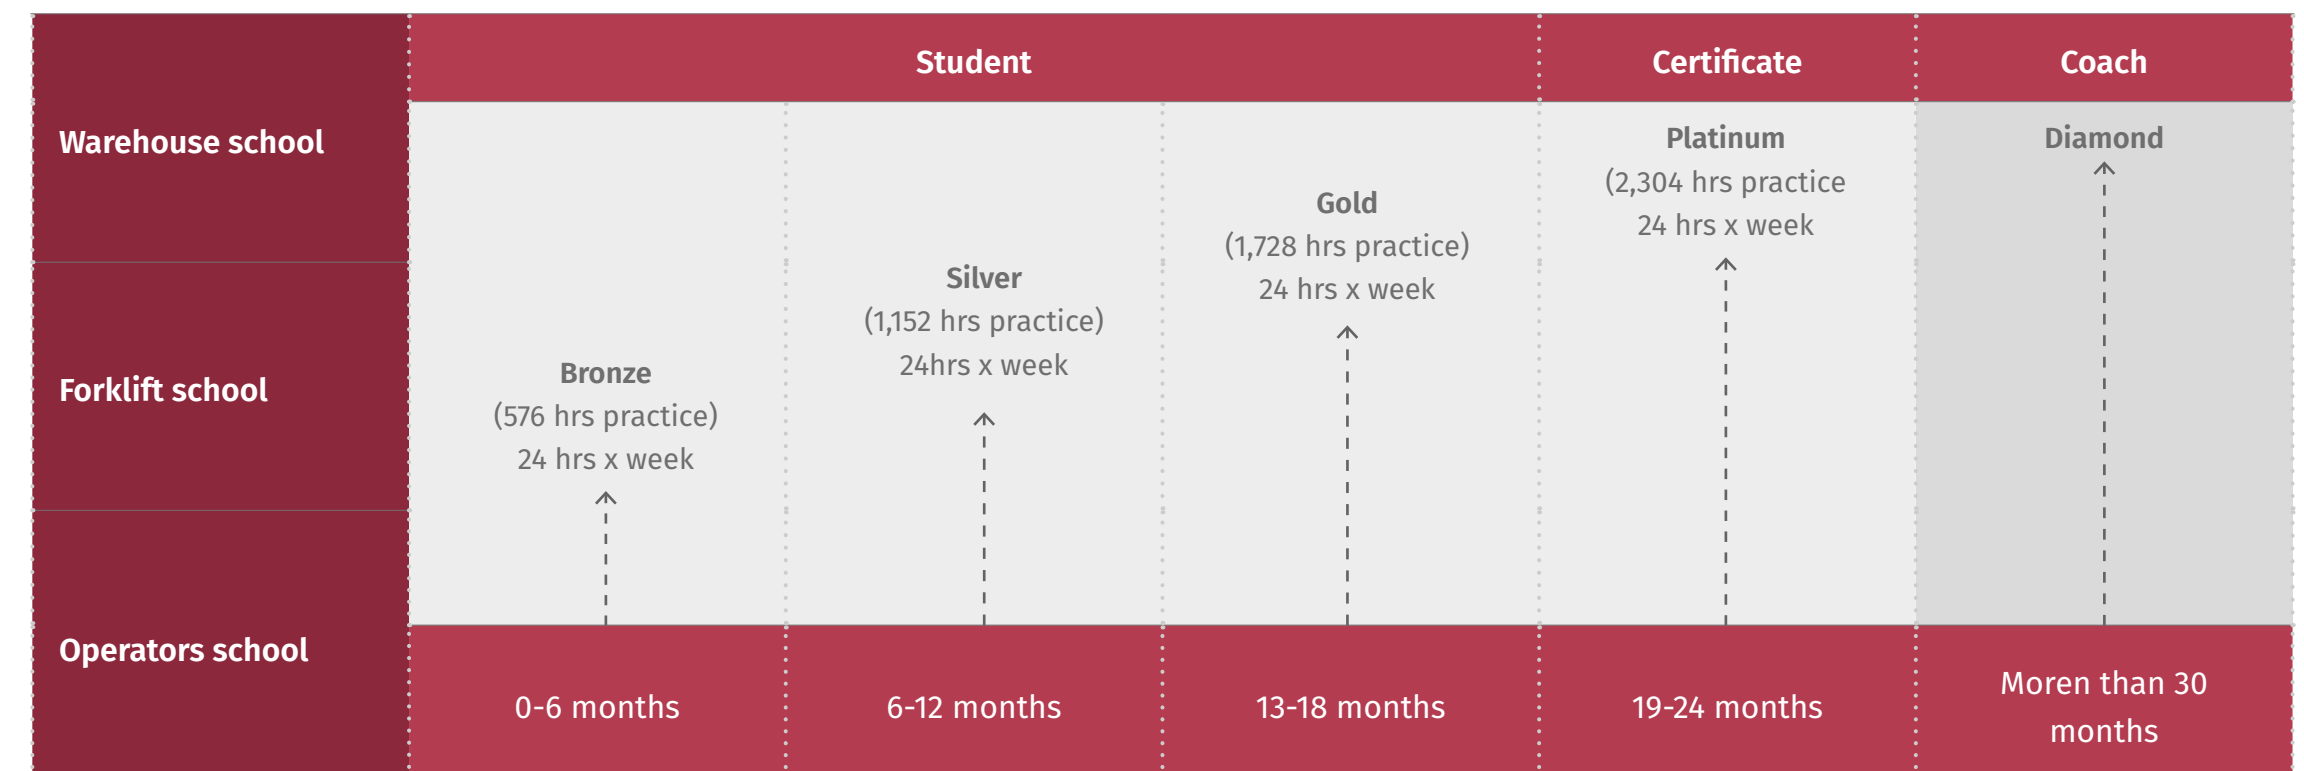 Student
Certificate
Coach
Warehouse school
Forklift school
Operators school
Bronze
(576 hrs practice)
24 hrs x week
Silver
(1,152 hrs practice)
24hrs x week
Gold
(1,728 hrs practice)
24 hrs x week
Platinum
(2,304 hrs practice
24 hrs x week
Diamond
0-6 months
6-12 months
13-18 months
19-24 months
Moren than 30
months